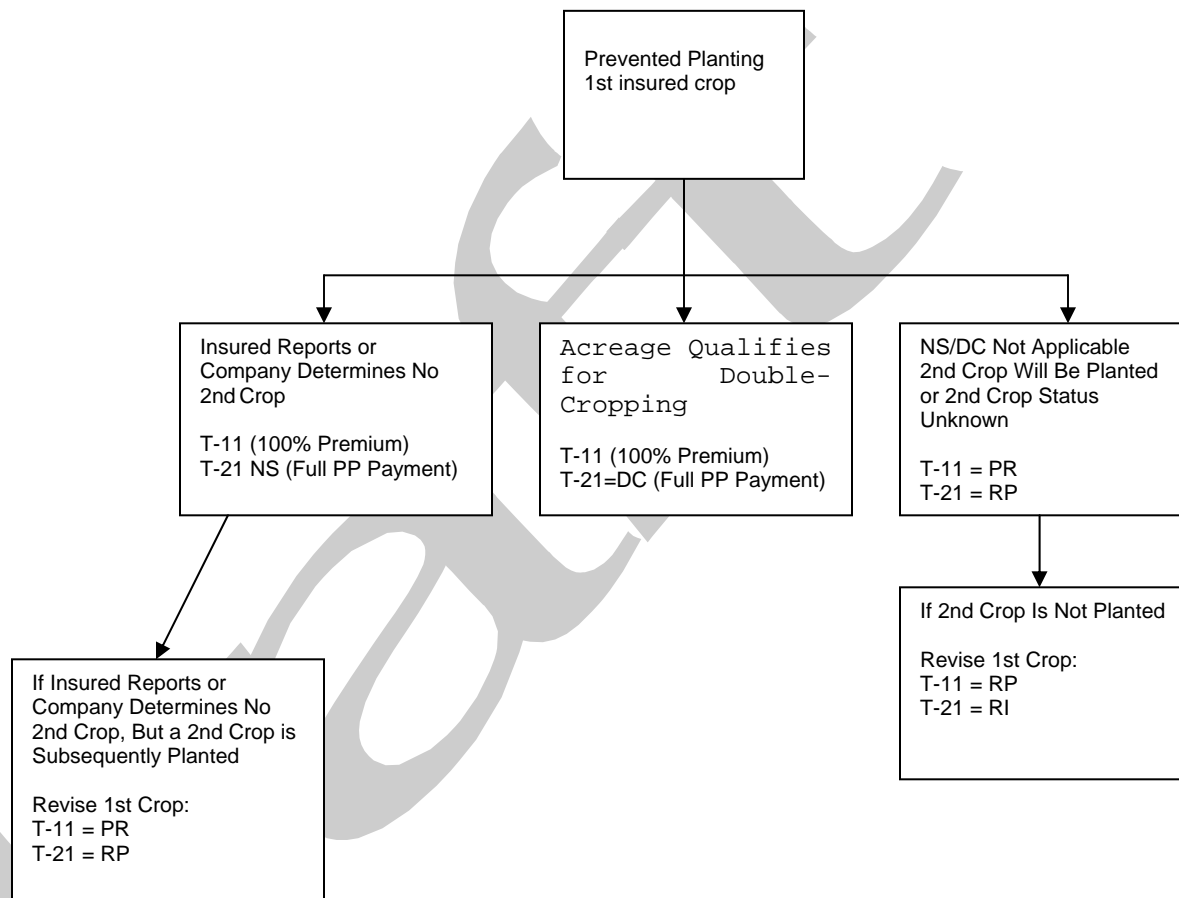 Prevented Planting
1st insured crop
Insured Reports or
Company Determines No
2nd Crop
T-11 (100% Premium)
T-21 NS (Full PP Payment)
Acreage Qualifies
for Double-
Cropping
T-11 (100% Premium)
T-21=DC (Full PP Payment)
NS/DC Not Applicable
2nd Crop Will Be Planted
or 2nd Crop Status
Unknown
T-11 = PR
T-21 = RP
If Insured Reports or
Company Determines No
2nd Crop, But a 2nd Crop is
Subsequently Planted
Revise 1st Crop:
T-11 = PR
T-21 = RP
If 2nd Crop Is Not Planted
Revise 1st Crop:
T-11 = RP
T-21 = RI